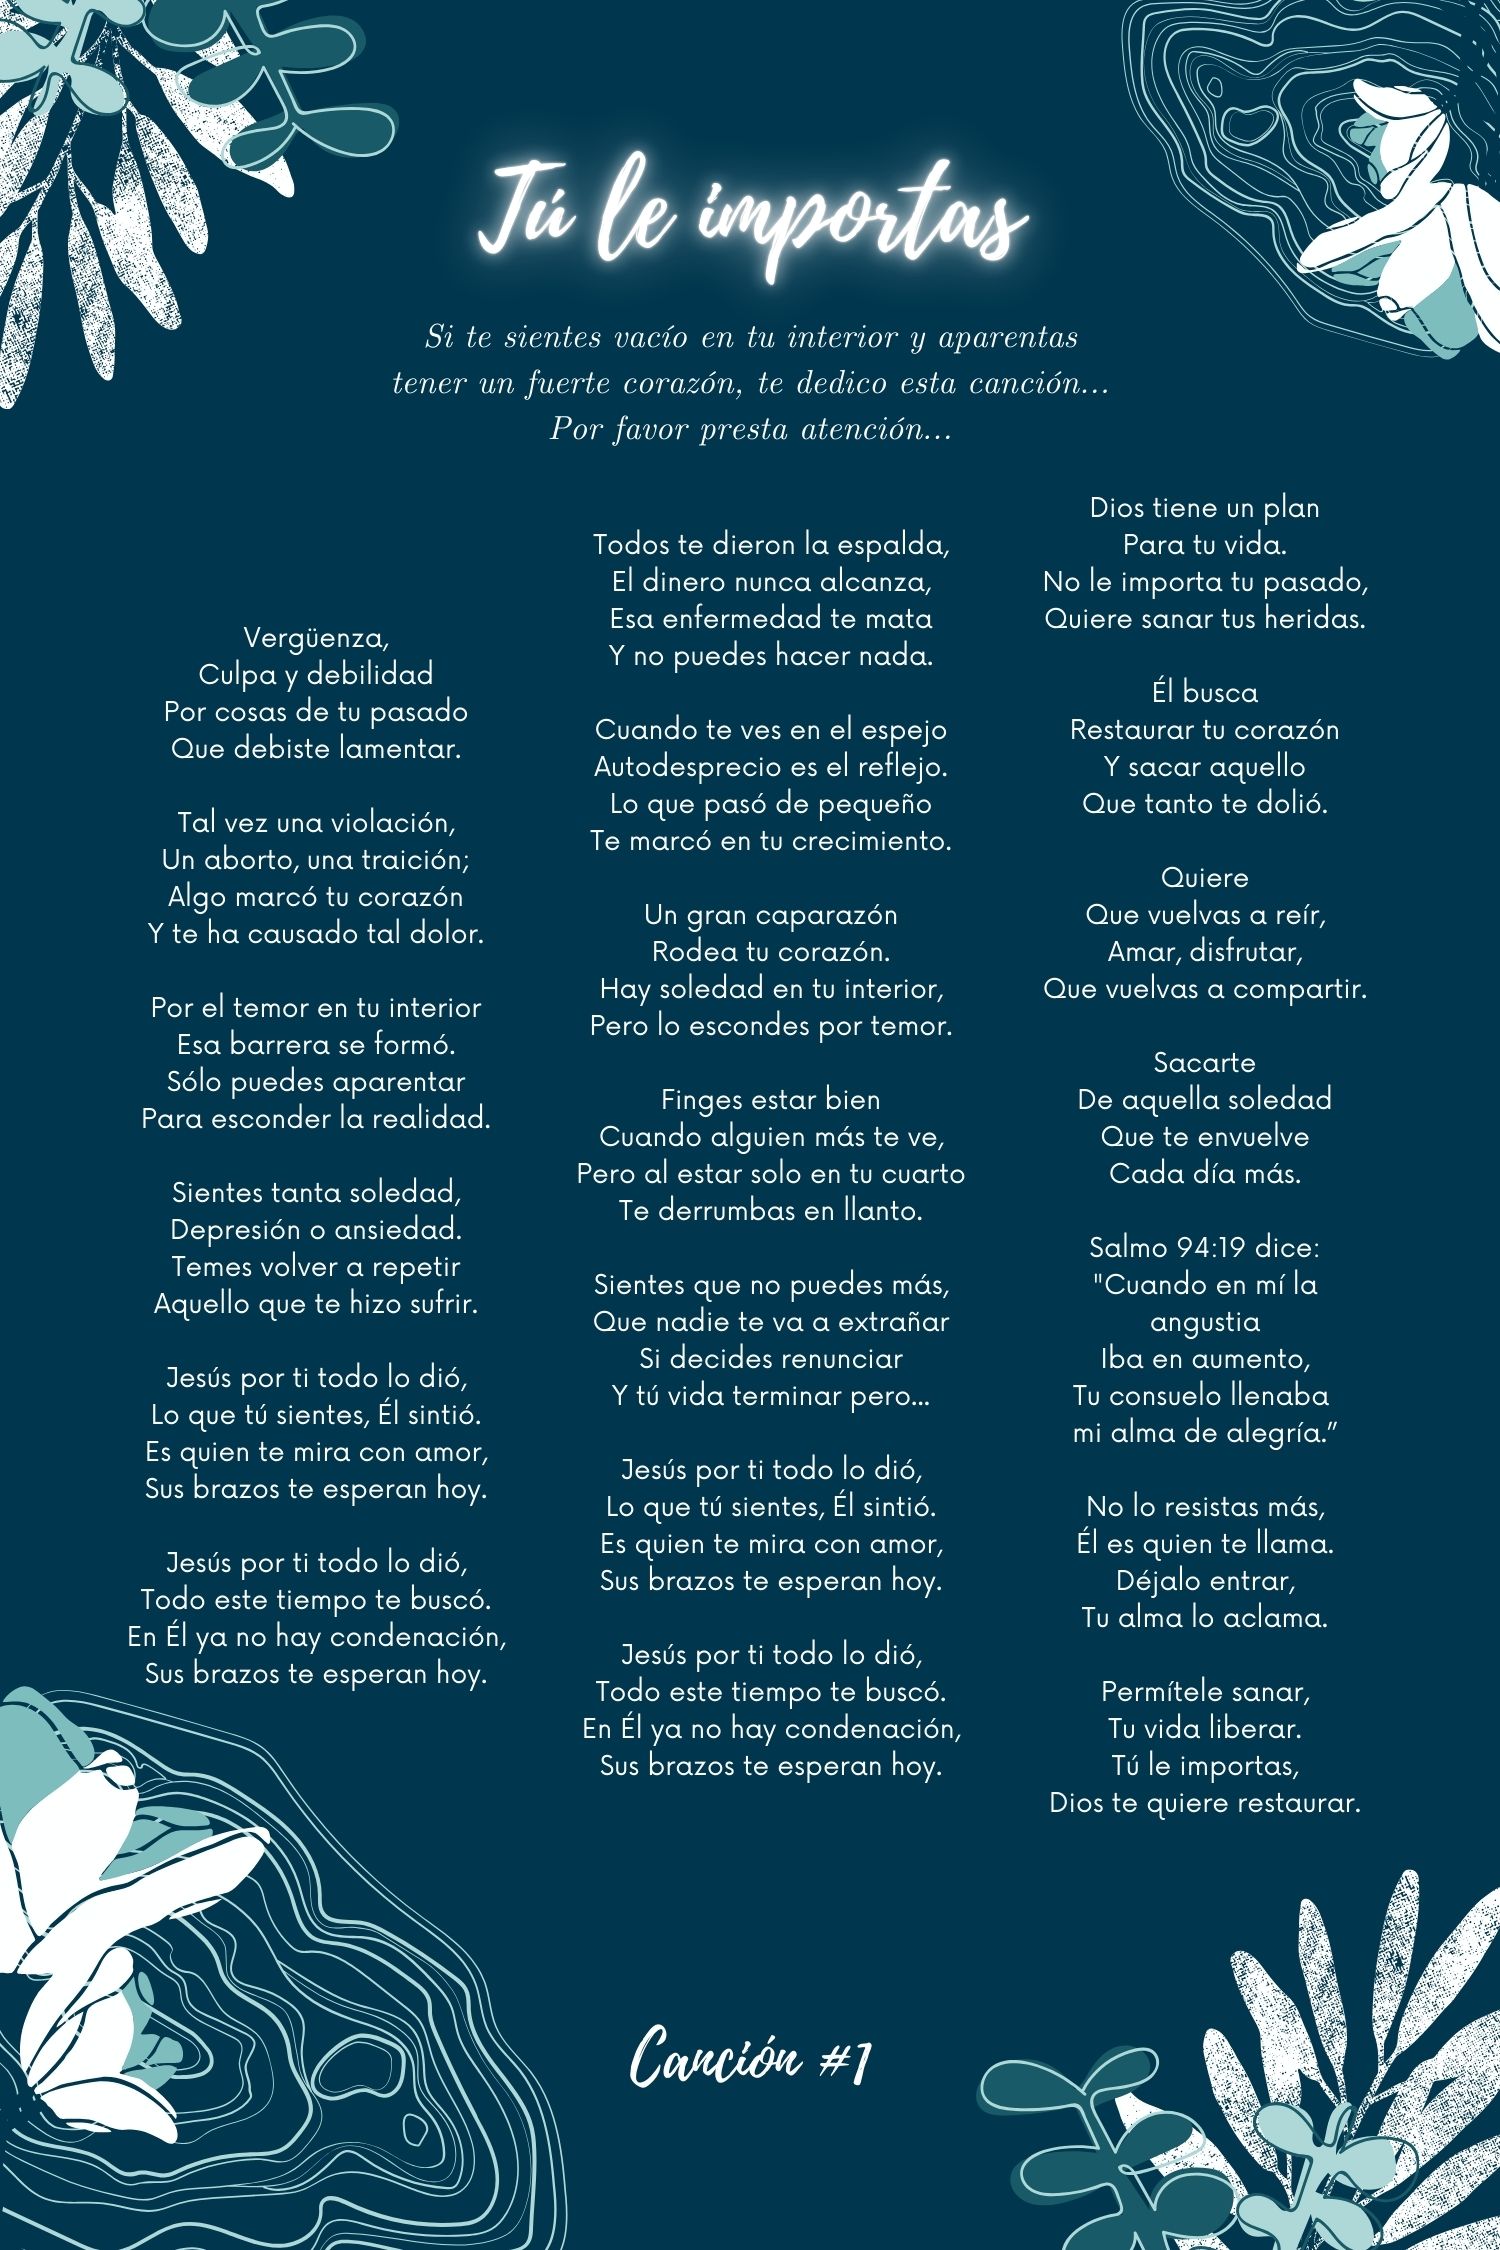 Tú le importas
Si te sientes vacío en tu interior y aparentas
tener un fuerte corazón, te dedico esta canción...
Por favor presta atención...
Vergüenza,
Culpa y debilidad
Por cosas de tu pasado
Que debiste lamentar.
Tal vez una violación,
Un aborto, una traición;
Algo marcó tu corazón
Y te ha causado tal dolor.
Por el temor en tu interior
Esa barrera se formó.
Sólo puedes aparentar
Para esconder la realidad.
Sientes tanta soledad,
Depresión o ansiedad.
Temes volver a repetir
Aquello que te hizo sufrir.
Jesús por ti todo lo dió,
Lo que tú sientes, Él sintió.
Es quien te mira con amor,
Sus brazos te esperan hoy.
Jesús por ti todo lo dió,
Todo este tiempo te buscó.
En Él ya no hay condenación,
Sus brazos te esperan hoy.
Todos te dieron la espalda,
El dinero nunca alcanza,
Esa enfermedad te mata
Y no puedes hacer nada.
Cuando te ves en el espejo
Autodesprecio es el reflejo.
Lo que pasó de pequeño
Te marcó en tu crecimiento.
Un gran caparazón
Rodea tu corazón.
Hay soledad en tu interior,
Pero lo escondes por temor.
Finges estar bien
Cuando alguien más te ve,
Pero al estar solo en tu cuarto
Te derrumbas en llanto.
Sientes que no puedes más,
Que nadie te va a extrañar
Si decides renunciar
Y tú vida terminar pero...
Jesús por ti todo lo dió,
Lo que tú sientes, Él sintió.
Es quien te mira con amor,
Sus brazos te esperan hoy.
Jesús por ti todo lo dió,
Todo este tiempo te buscó.
En Él ya no hay condenación,
Sus brazos te esperan hoy.
Dios tiene un plan
Para tu vida.
No le importa tu pasado,
Quiere sanar tus heridas.
Él busca
Restaurar tu corazón
Y sacar aquello
Que tanto te dolió.
Quiere
Que vuelvas a reír,
Amar, disfrutar,
Que vuelvas a compartir.
Sacarte
De aquella soledad
Que te envuelve
Cada día más.
Salmo 94:19 dice:
"Cuando en mí la
angustia
Iba en aumento,
Tu consuelo llenaba
mi alma de alegría.”
No lo resistas más,
Él es quien te llama.
Déjalo entrar,
Tu alma lo aclama.
Permítele sanar,
Tu vida liberar.
Tú le importas,
Dios te quiere restaurar.
Canción #1